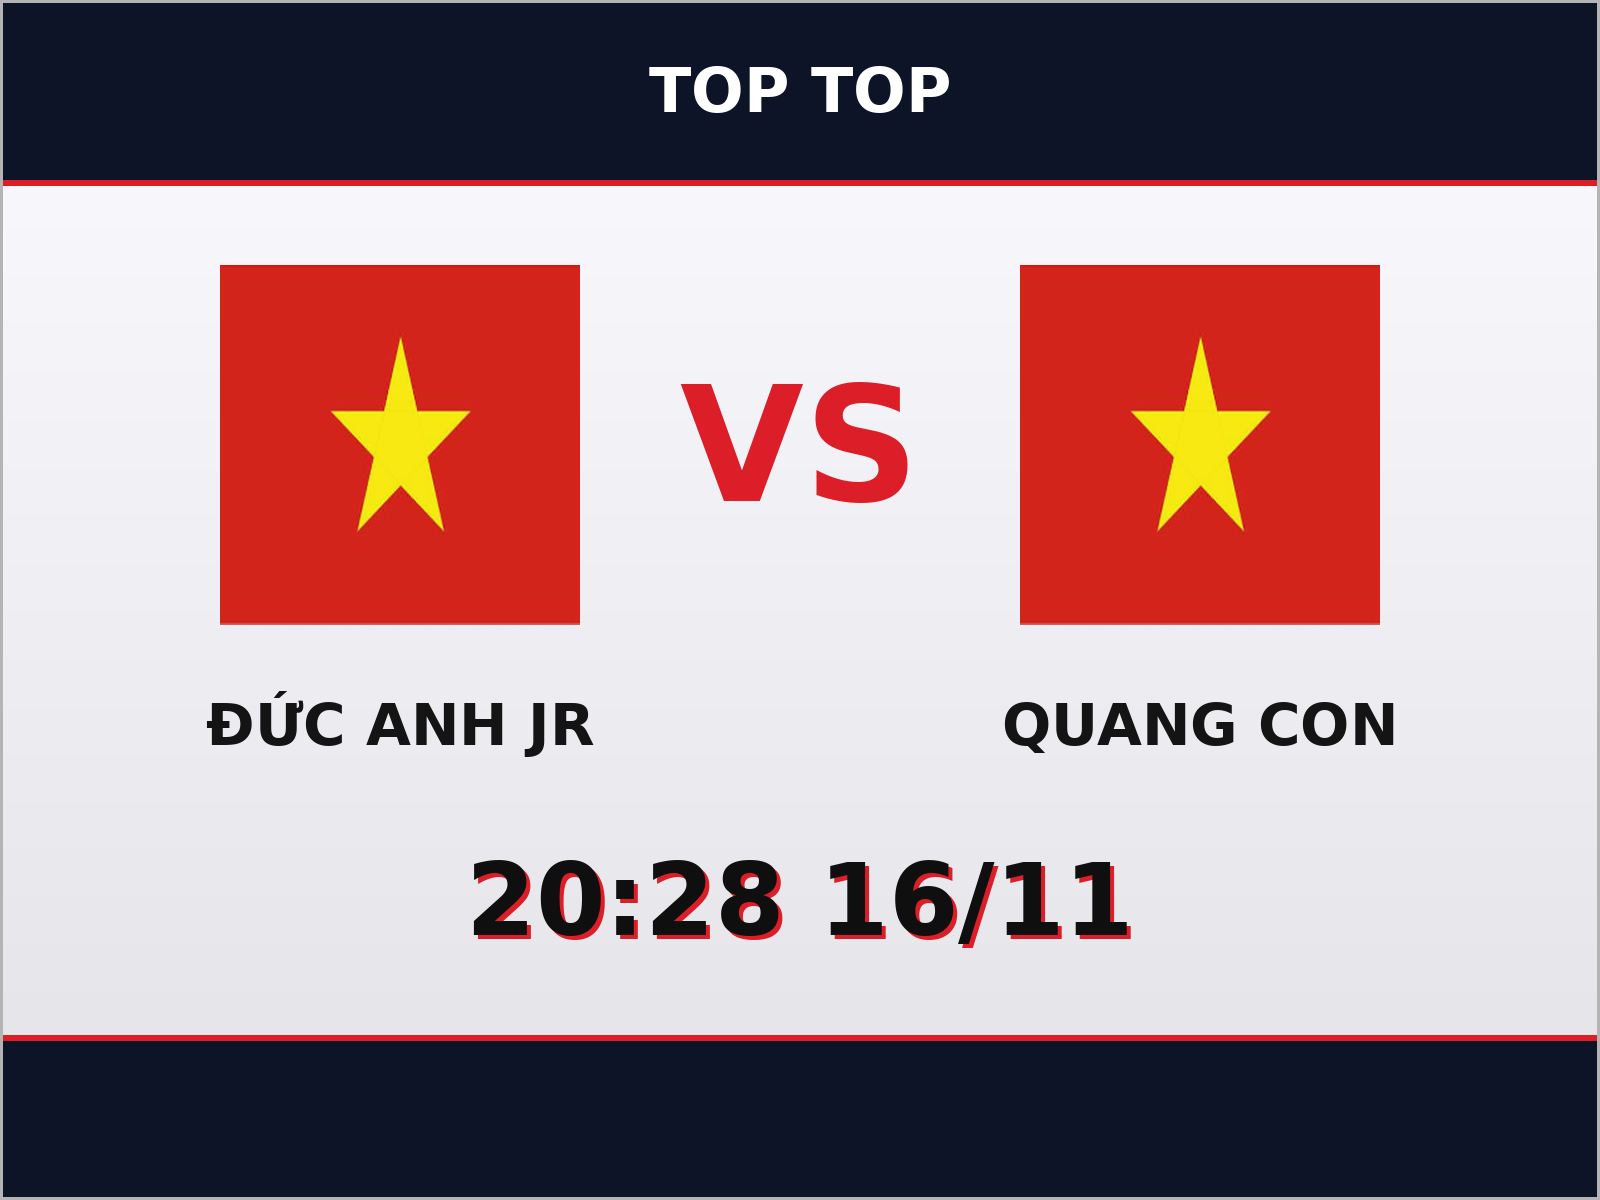 TOP TOP
VS
ĐỨC ANH JR
QUANG CON
20:28 16/11